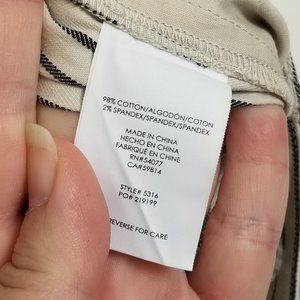 98% COTTON/ALGODÓN/COTON
2% SPANDEX/SPANDEX/SPANDEX
MADE IN CHINA
HECHO EN CHINA
FABRIQUÉ EN CHINE
RN#54077
CA#59814
STYLE# 5316
PO# 219199
REVERSE FOR CARE